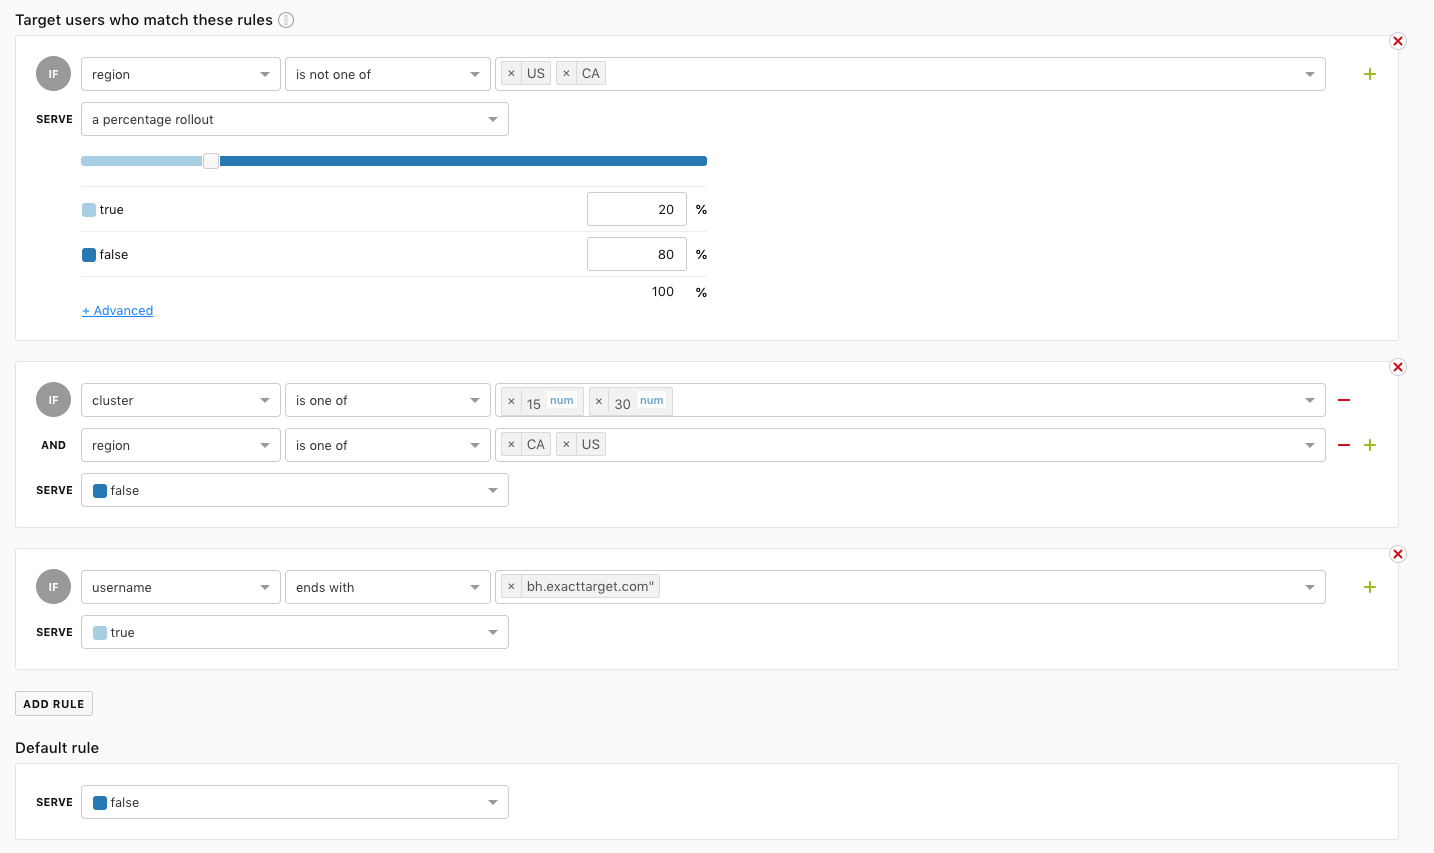 Target users who match these rules
IF region is not one of × US × CA +
SERVE a percentage rollout
true 20 %
false 80 %
100 %
+ Advanced
IF cluster is one of × 15 num × 30 num −
AND region is one of × CA × US − +
SERVE false
IF username ends with × bh.exacttarget.com" +
SERVE true
ADD RULE
Default rule
SERVE false